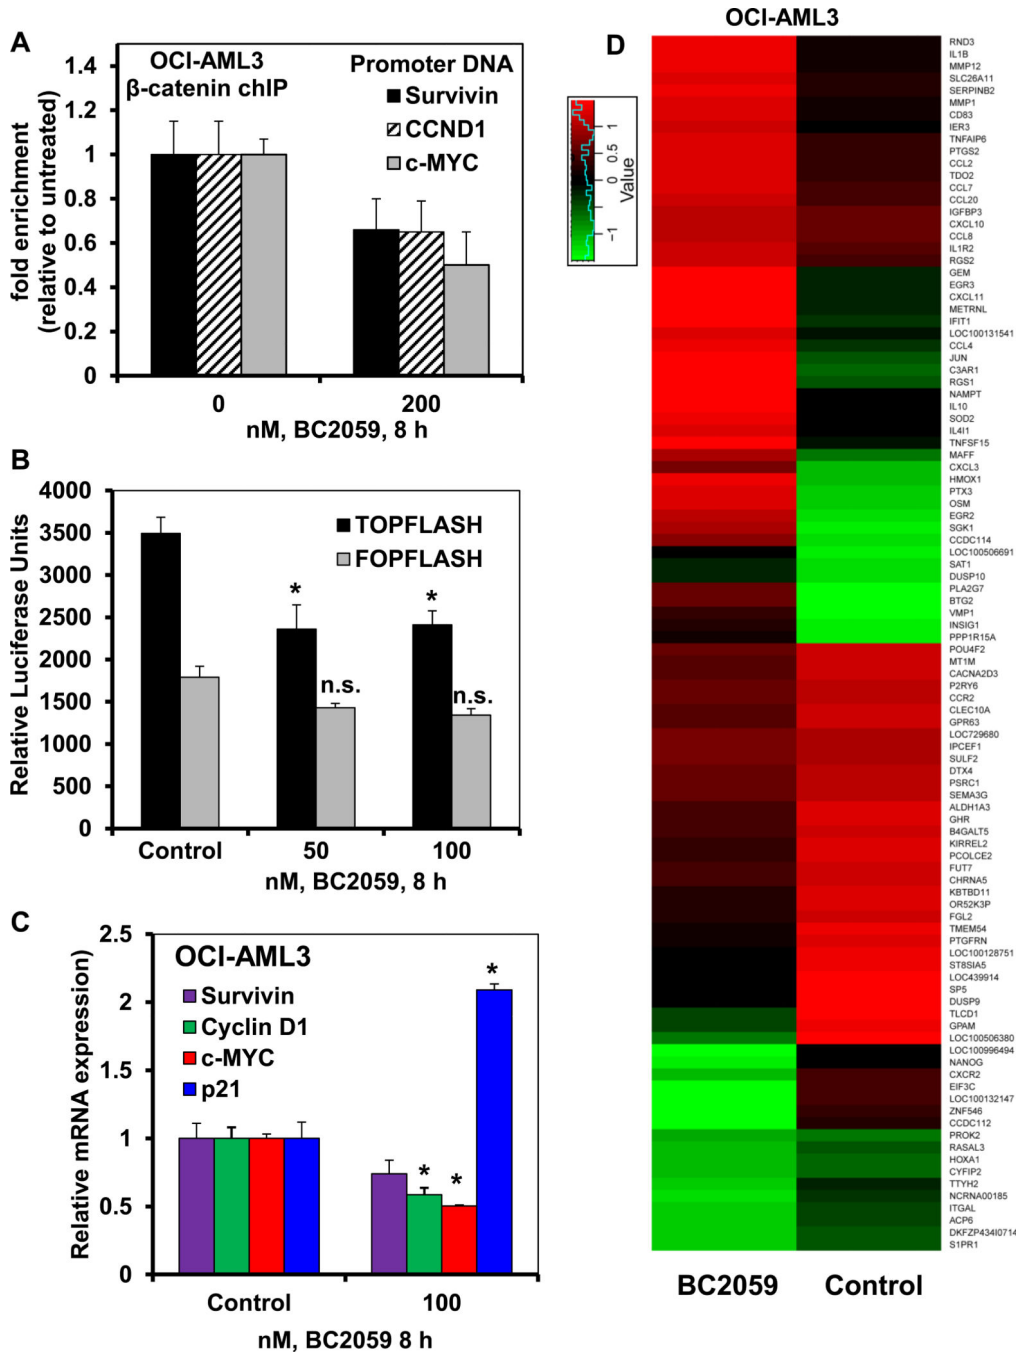 A
OCI-AML3
β-catenin chIP
Promoter DNA
Survivin
CCND1
c-MYC
fold enrichment
(relative to untreated)
1.4
1.2
1
0.8
0.6
0.4
0.2
0
0
200
nM, BC2059, 8 h
B
Relative Luciferase Units
4000
3500
3000
2500
2000
1500
1000
500
0
TOPFLASH
FOPFLASH
*
*
n.s.
n.s.
Control
50
100
nM, BC2059, 8 h
C
Relative mRNA expression)
2.5
2
1.5
1
0.5
0
OCI-AML3
Survivin
Cyclin D1
c-MYC
p21
*
*
*
Control
100
nM, BC2059 8 h
D
OCI-AML3
1
0.5
0
−1
Value
RND3
IL1B
MMP12
SLC26A11
SERPINB2
MMP1
CD83
IER3
TNFAIP6
PTGS2
CCL2
TDO2
CCL7
CCL20
IGFBP3
CXCL10
CCL8
IL1R2
RGS2
GEM
EGR3
CXCL11
METRNL
IFIT1
LOC100131541
CCL4
JUN
C3AR1
RGS1
NAMPT
IL10
SOD2
IL4I1
TNFSF15
MAFF
CXCL3
HMOX1
PTX3
OSM
EGR2
SGK1
CCDC114
LOC100506691
SAT1
DUSP10
PLA2G7
BTG2
VMP1
INSIG1
PPP1R15A
POU4F2
MT1M
CACNA2D3
P2RY6
CCR2
CLEC10A
GPR63
LOC729680
IPCEF1
SULF2
DTX4
PSRC1
SEMA3G
ALDH1A3
GHR
B4GALT5
KIRREL2
PCOLCE2
FUT7
CHRNA5
KBTBD11
OR52K3P
FGL2
TMEM54
PTGFRN
LOC100128751
ST8SIA5
LOC439914
SP5
DUSP9
TLCD1
GPAM
LOC100506380
LOC100996494
NANOG
CXCR2
EIF3C
LOC100132147
ZNF546
CCDC112
PROK2
RASAL3
HOXA1
CYFIP2
TTYH2
NCRNA00185
ITGAL
ACP6
DKFZP434I0714
S1PR1
BC2059
Control